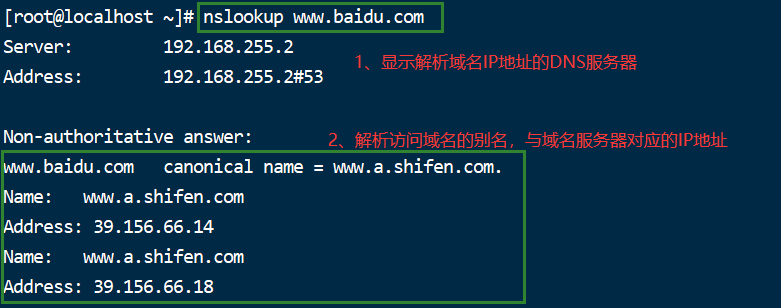 [root@localhost ~]# nslookup www.baidu.com
Server: 192.168.255.2
1、显示解析域名IP地址的DNS服务器
Address: 192.168.255.2#53
Non-authoritative answer:
2、解析访问域名的别名，与域名服务器对应的IP地址
www.baidu.com canonical name = www.a.shifen.com.
Name: www.a.shifen.com
Address: 39.156.66.14
Name: www.a.shifen.com
Address: 39.156.66.18